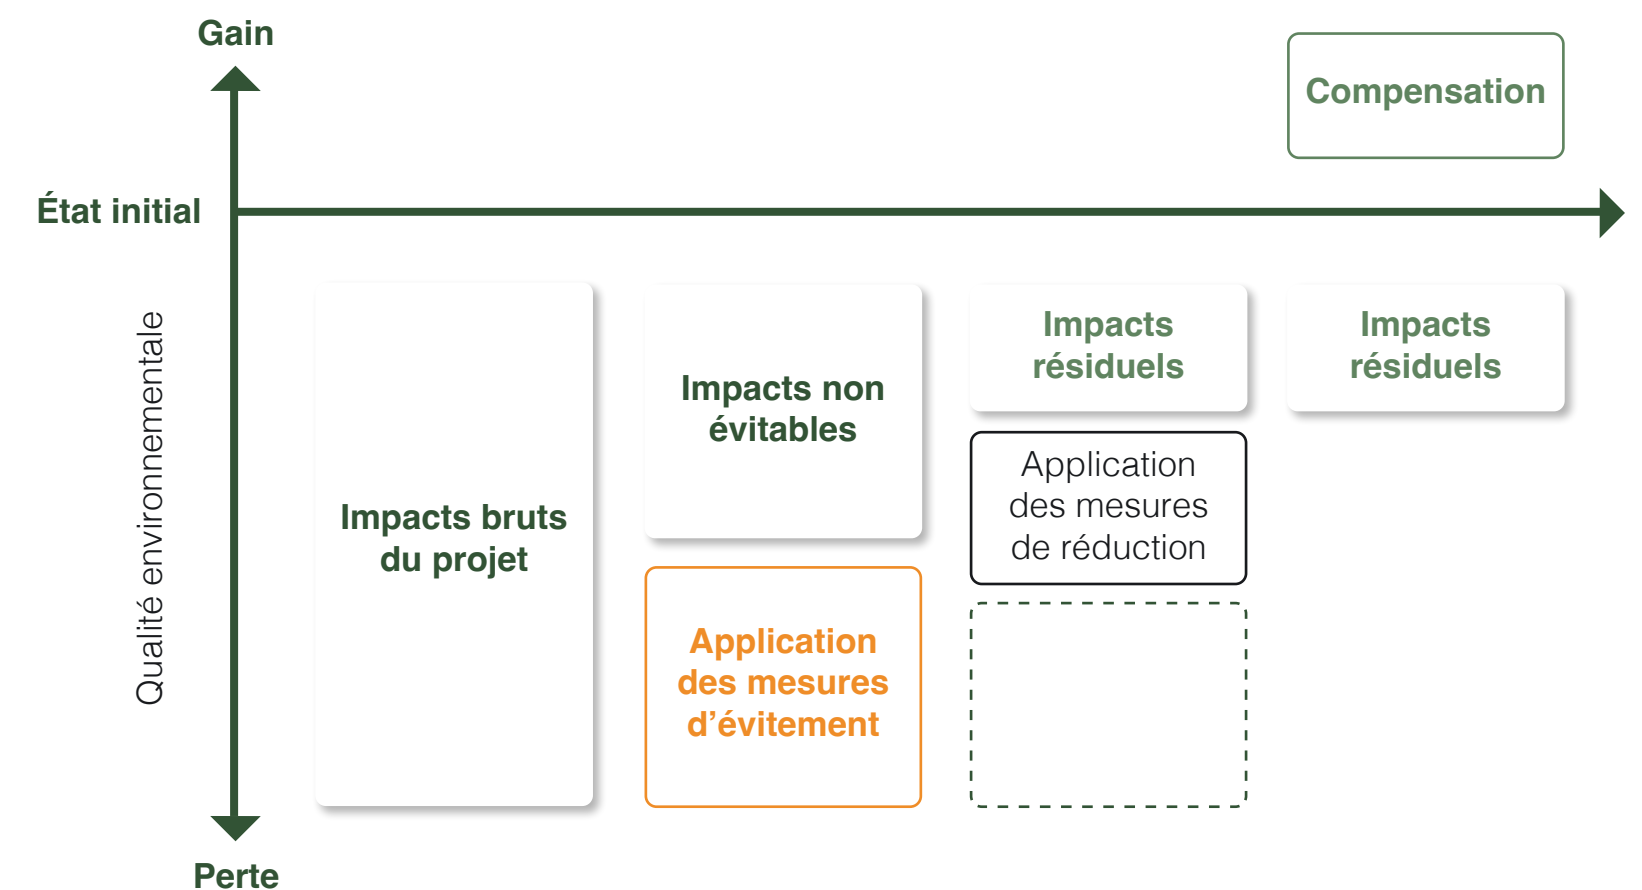 Gain
Compensation
État initial
Qualité environnementale
Impacts bruts
du projet
Impacts non
évitables
Application
des mesures
d’évitement
Impacts
résiduels
Application
des mesures
de réduction
Impacts
résiduels
Perte